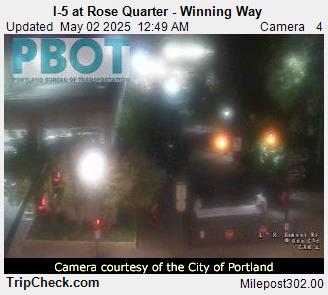 I-5 at Rose Quarter - Winning Way
Updated May 02 2025 12:49 AM Camera 4
PBOT
PORTLAND BUREAU OF TRANSPORTATION
Camera courtesy of the City of Portland
TripCheck.com Milepost302.00